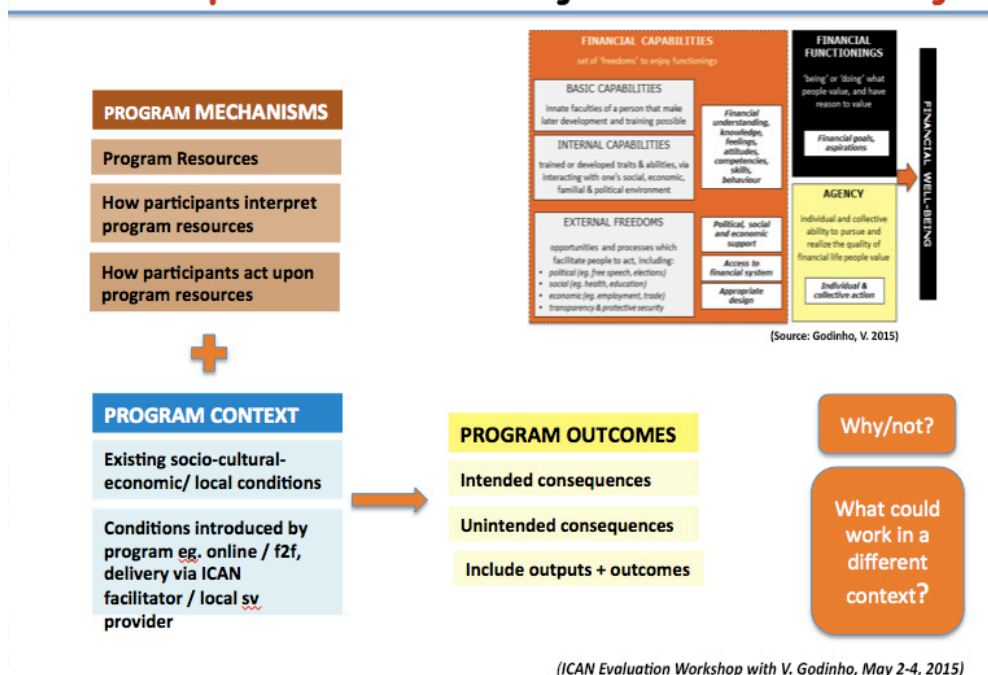 PROGRAM MECHANISMS
Program Resources
How participants interpret
program resources
How participants act upon
program resources
PROGRAM CONTEXT
Existing socio-cultural-
economic/ local conditions
Conditions introduced by
program eg. online / f2f,
delivery via ICAN
facilitator / local sv
provider
PROGRAM OUTCOMES
Intended consequences
Unintended consequences
Include outputs + outcomes
FINANCIAL CAPABILITIES
set of 'freedoms' to enjoy functionings
BASIC CAPABILITIES
innate faculties of a person that make
later development and training possible
INTERNAL CAPABILITIES
trained or developed traits & abilities, via
interacting with one's social, economic,
familial & political environment
EXTERNAL FREEDOMS
opportunities and processes which
facilitate people to act, including:
• political (eg. free speech, elections)
• social (eg. health, education)
• economic (eg. employment, trade)
• transparency & protective security
Financial
understanding,
knowledge,
feelings,
attitudes,
competencies,
skills,
behaviour
Political, social
and economic
support
Access to
financial system
Appropriate
design
FINANCIAL
FUNCTIONINGS
'being' or 'doing' what
people value, and have
reason to value
Financial goals,
aspirations
AGENCY
individual and collective
ability to pursue and
realize the quality of
financial life people value
Individual &
collective action
FINANCIAL WELL-BEING
(Source: Godinho, V. 2015)
Why/not?
What could
work in a
different
context?
(ICAN Evaluation Workshop with V. Godinho, May 2-4, 2015)